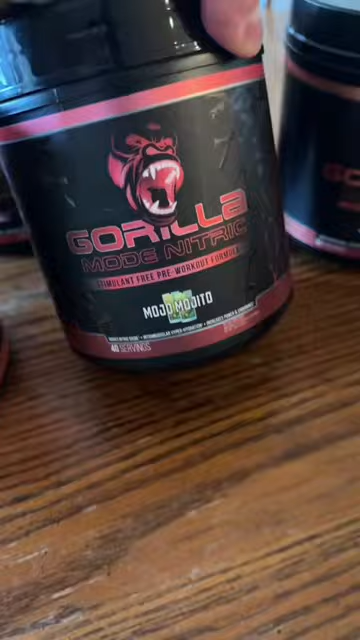 GORILLA
MODE NITRIC
STIMULANT FREE PRE-WORKOUT FORMULA
MOJO MOJITO
40 SERVINGS